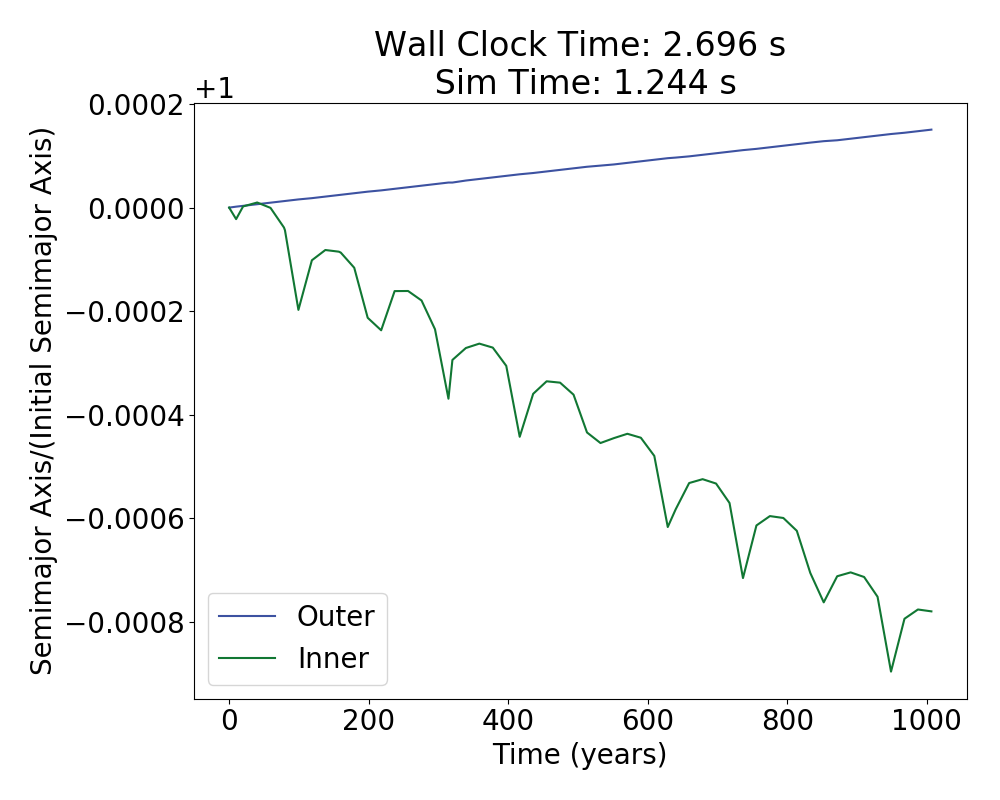 Wall Clock Time: 2.696 s
Sim Time: 1.244 s
+1
0.0002
0.0000
−0.0002
−0.0004
−0.0006
−0.0008
Semimajor Axis/(Initial Semimajor Axis)
Outer
Inner
0 200 400 600 800 1000
Time (years)